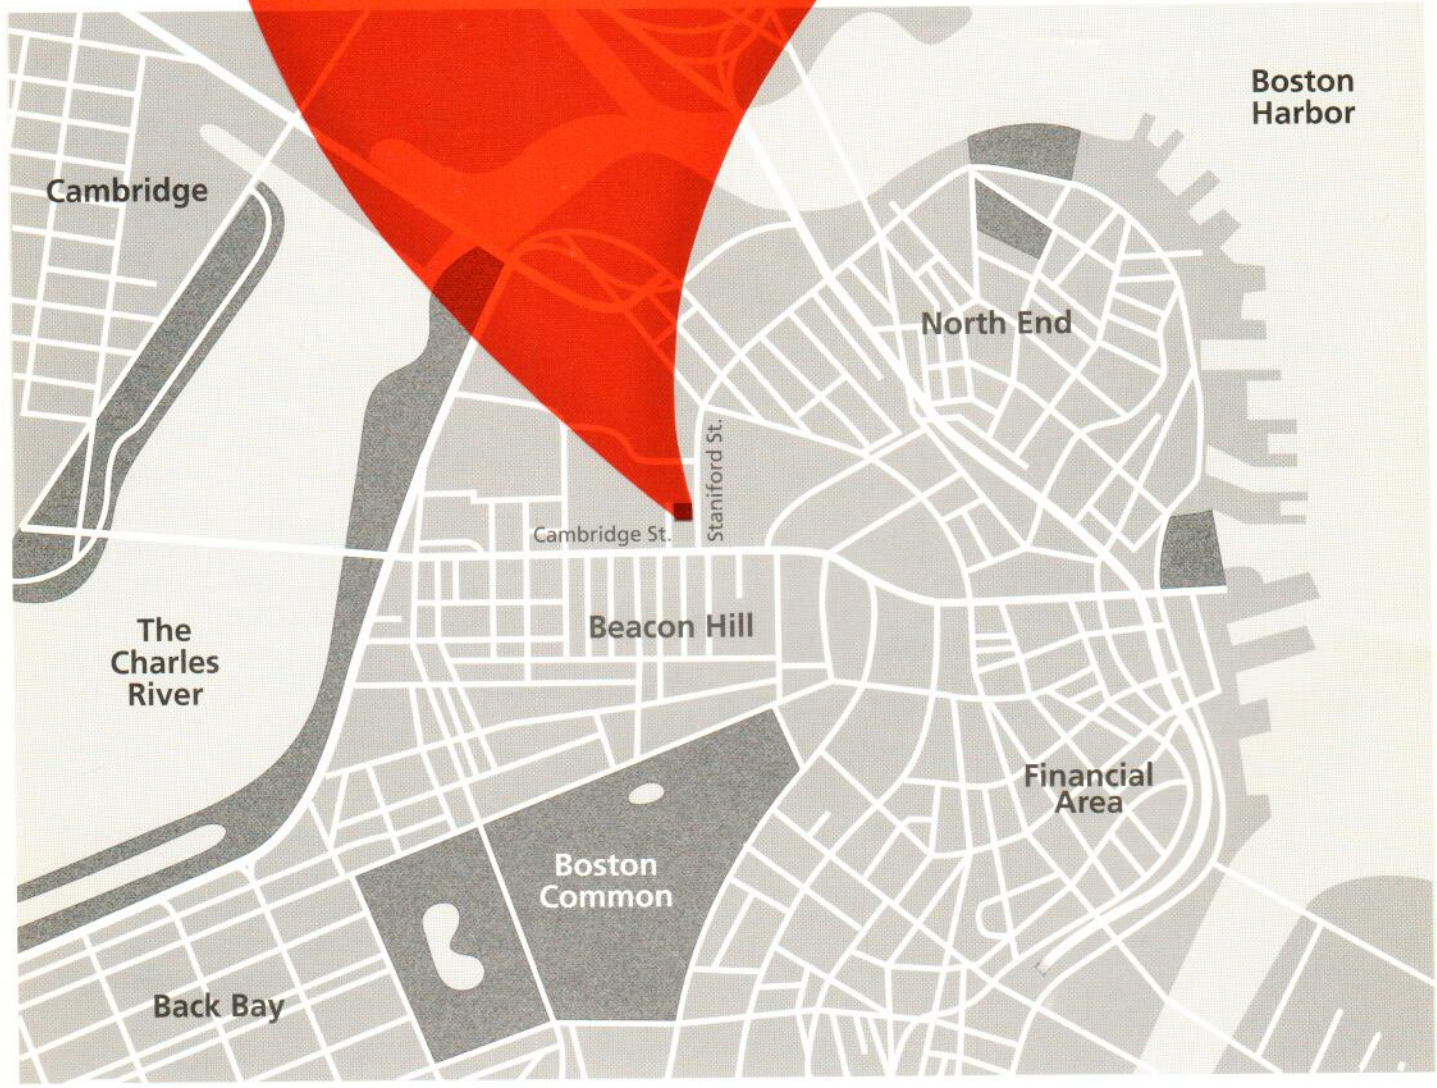 Boston
Harbor
Cambridge
North End
Staniford St.
Cambridge St.
Beacon Hill
The
Charles
River
Financial
Area
Boston
Common
Back Bay